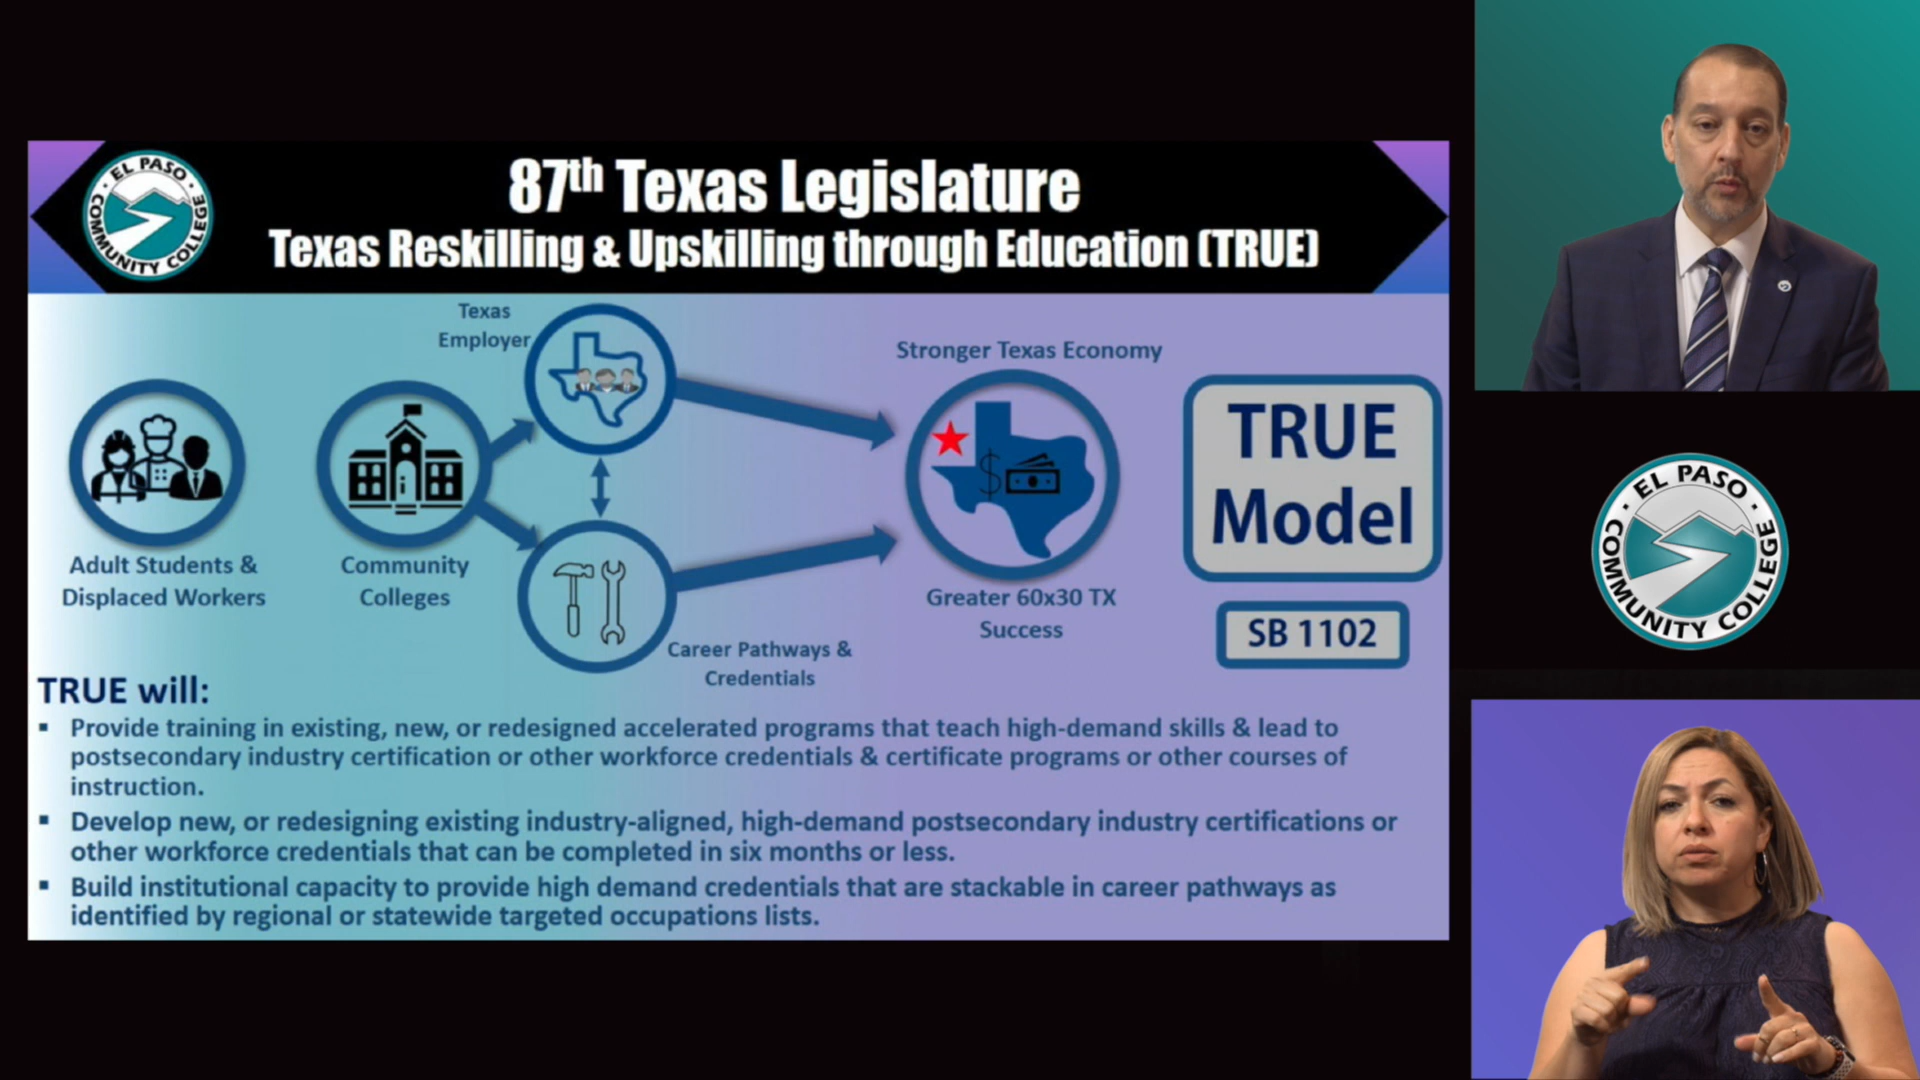 EL PASO
COMMUNITY COLLEGE
87th Texas Legislature
Texas Reskilling & Upskilling through Education (TRUE)
Texas
Employer
Stronger Texas Economy
TRUE
Model
Adult Students &
Displaced Workers
Community
Colleges
$
Greater 60x30 TX
Success
SB 1102
Career Pathways &
Credentials
TRUE will:
▪ Provide training in existing, new, or redesigned accelerated programs that teach high-demand skills & lead to
postsecondary industry certification or other workforce credentials & certificate programs or other courses of
instruction.
▪ Develop new, or redesigning existing industry-aligned, high-demand postsecondary industry certifications or
other workforce credentials that can be completed in six months or less.
▪ Build institutional capacity to provide high demand credentials that are stackable in career pathways as
identified by regional or statewide targeted occupations lists.
EL PASO
COMMUNITY COLLEGE